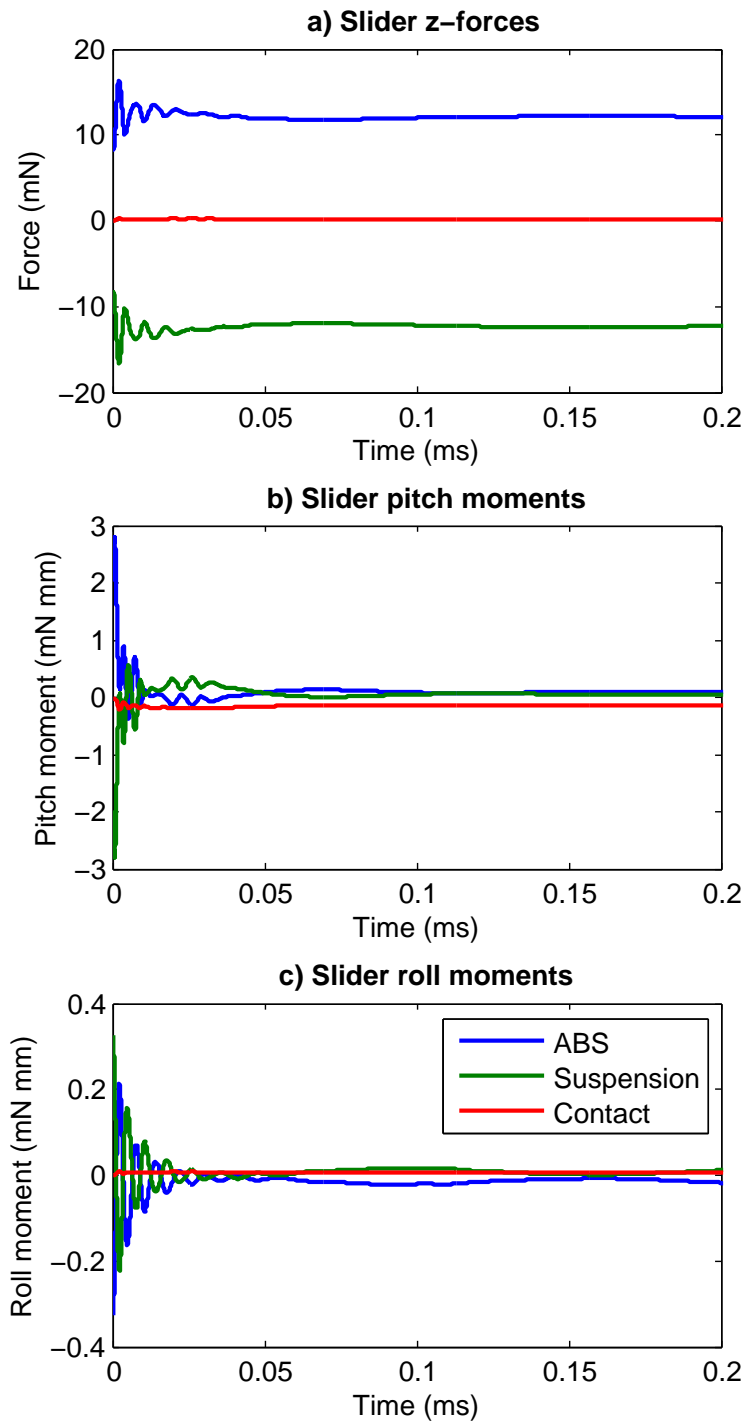 a) Slider z−forces
20
10
0
−10
−20
Force (mN)
0 0.05 0.1 0.15 0.2
Time (ms)
b) Slider pitch moments
3
2
1
0
−1
−2
−3
Pitch moment (mN mm)
0 0.05 0.1 0.15 0.2
Time (ms)
c) Slider roll moments
0.4
0.2
0
−0.2
−0.4
Roll moment (mN mm)
ABS
Suspension
Contact
0 0.05 0.1 0.15 0.2
Time (ms)